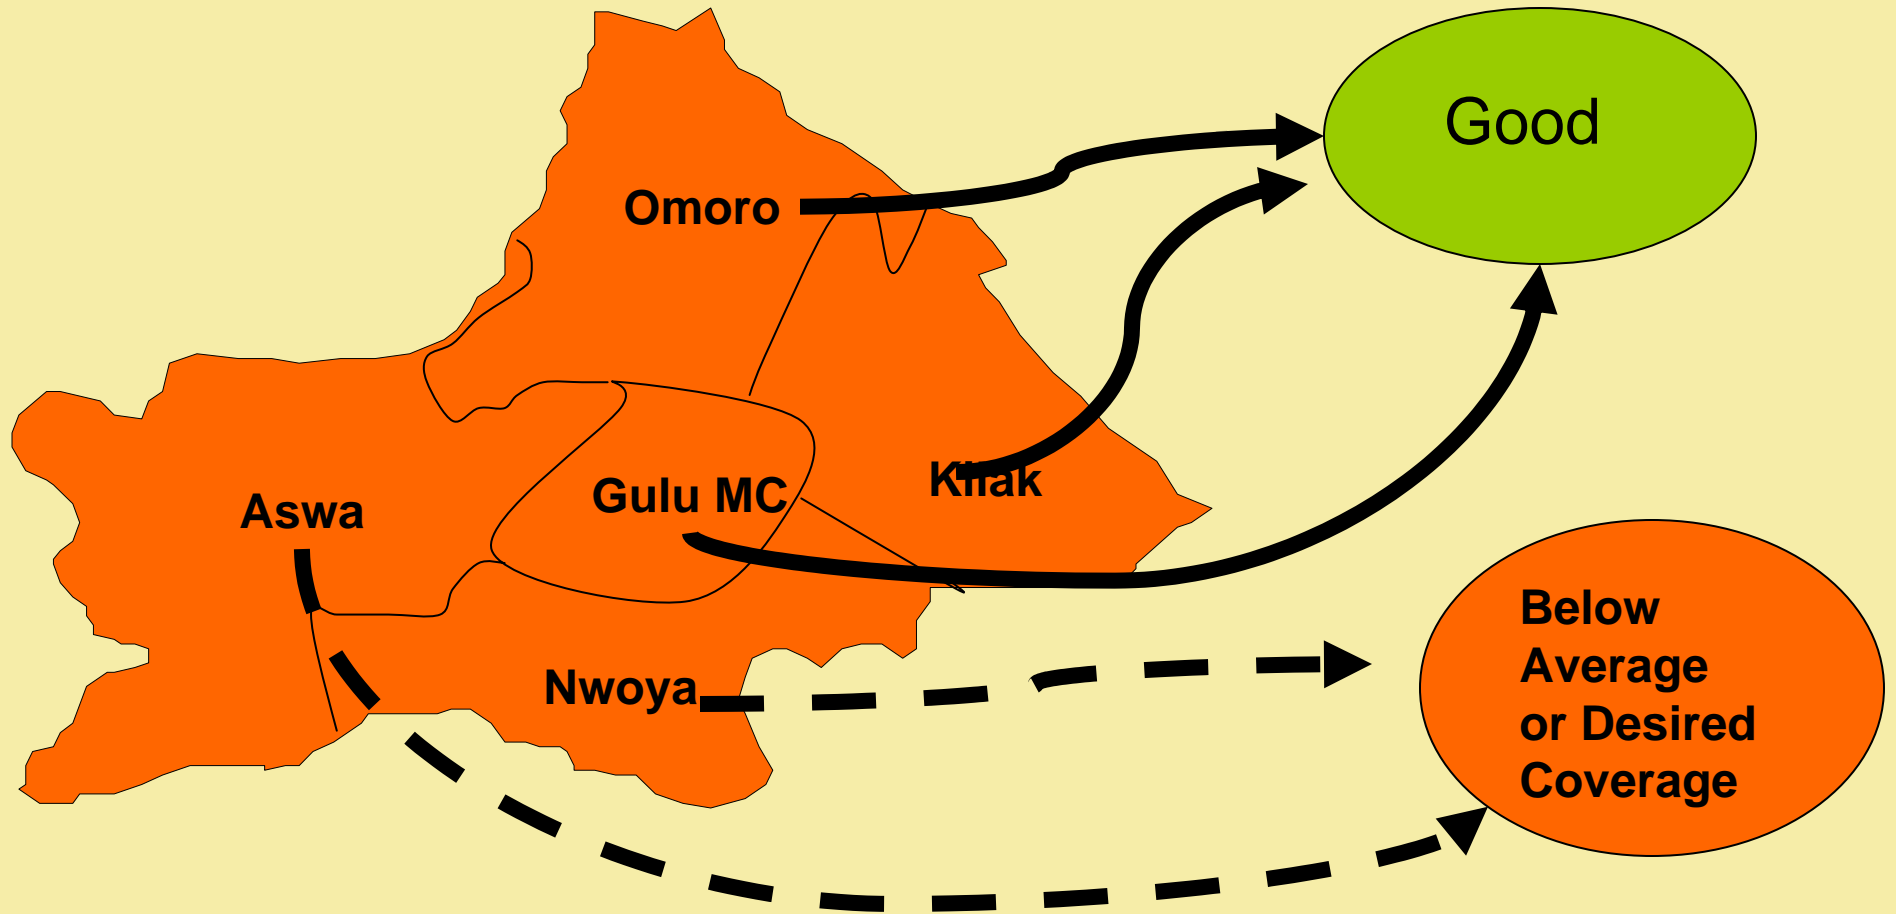 Good
Omoro
Kilak
Gulu MC
Aswa
Below
Average
or Desired
Coverage
Nwoya